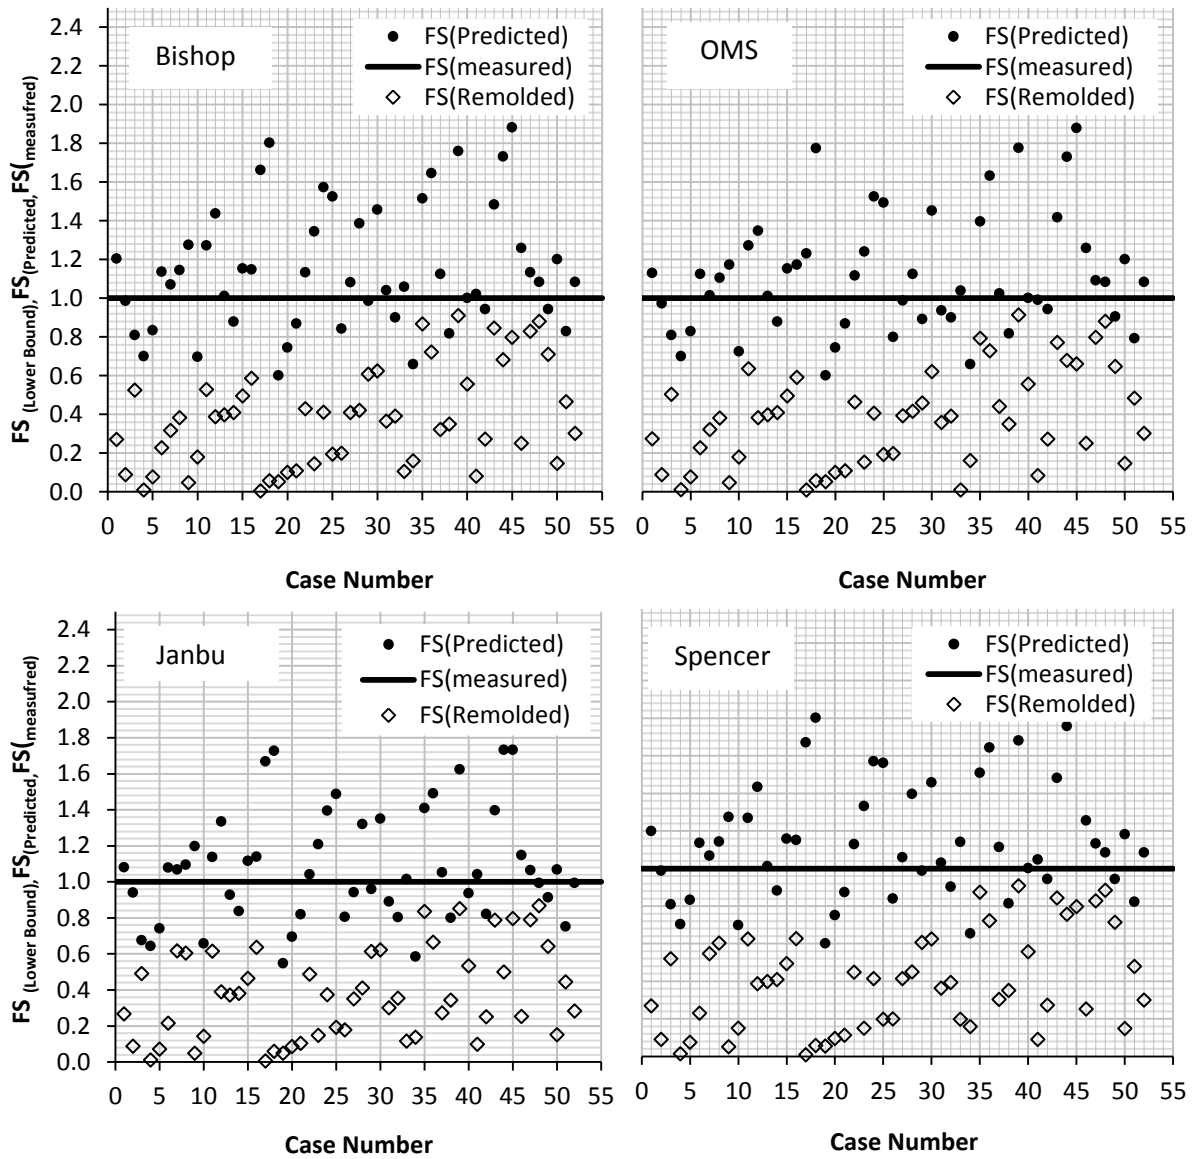 2.4
2.2
2.0
1.8
1.6
1.4
1.2
1.0
0.8
0.6
0.4
0.2
0.0
FS (Lower Bound), FS(Predicted, FS(measufred)
Bishop
FS(Predicted)
FS(measured)
FS(Remolded)
0 5 10 15 20 25 30 35 40 45 50 55
Case Number
OMS
FS(Predicted)
FS(measured)
FS(Remolded)
0 5 10 15 20 25 30 35 40 45 50 55
Case Number
2.4
2.2
2.0
1.8
1.6
1.4
1.2
1.0
0.8
0.6
0.4
0.2
0.0
FS (Lower Bound), FS(Predicted, FS(measufred)
Janbu
FS(Predicted)
FS(measured)
FS(Remolded)
0 5 10 15 20 25 30 35 40 45 50 55
Case Number
Spencer
FS(Predicted)
FS(measured)
FS(Remolded)
0 5 10 15 20 25 30 35 40 45 50 55
Case Number